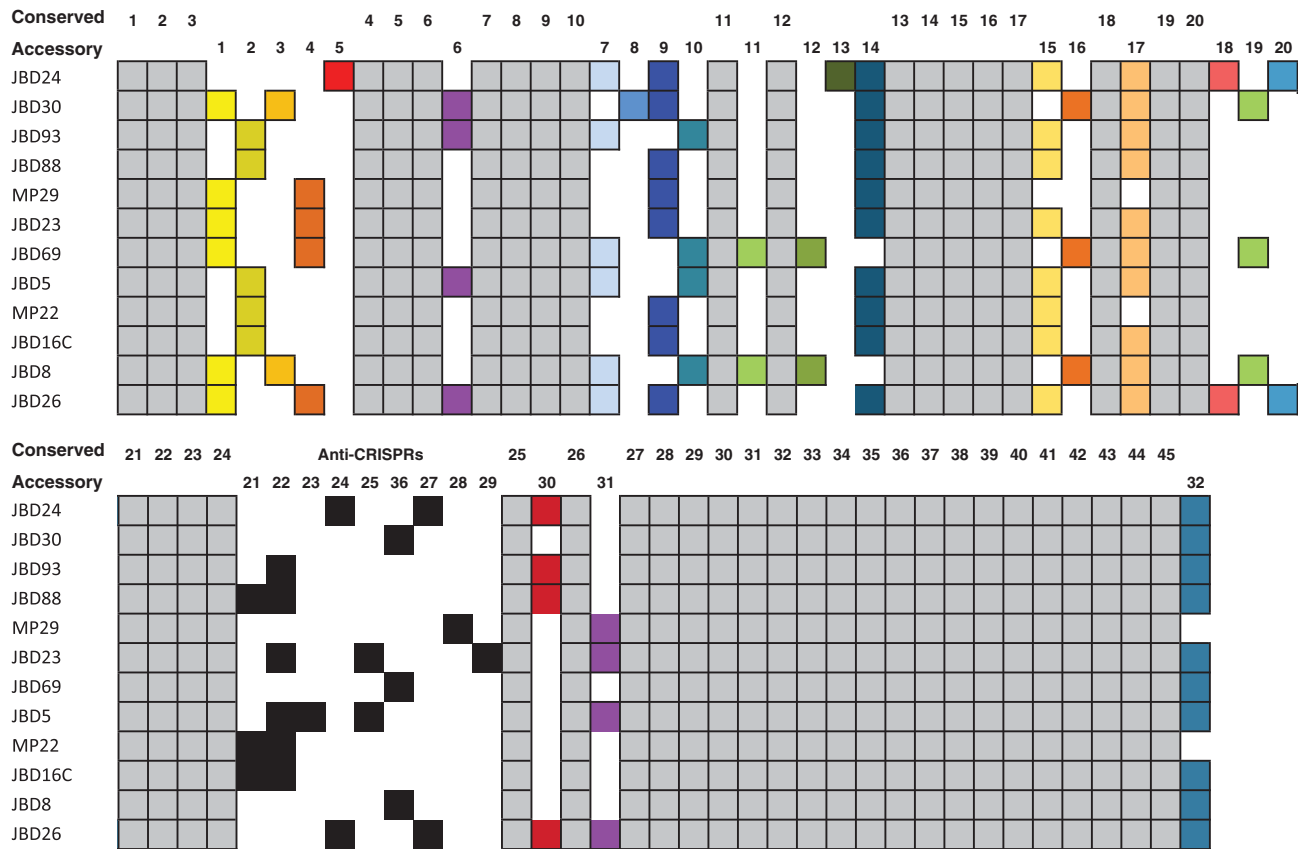 Conserved 1 2 3 4 5 6 7 8 9 10 11 12 13 14 15 16 17 18 19 20
Accessory 1 2 3 4 5 6 7 8 9 10 11 12 13 14 15 16 17 18 19 20
JBD24
JBD30
JBD93
JBD88
MP29
JBD23
JBD69
JBD5
MP22
JBD16C
JBD8
JBD26
Conserved 21 22 23 24 Anti-CRISPRs 25 26 27 28 29 30 31 32 33 34 35 36 37 38 39 40 41 42 43 44 45
Accessory 21 22 23 24 25 36 27 28 29 30 31 32
JBD24
JBD30
JBD93
JBD88
MP29
JBD23
JBD69
JBD5
MP22
JBD16C
JBD8
JBD26